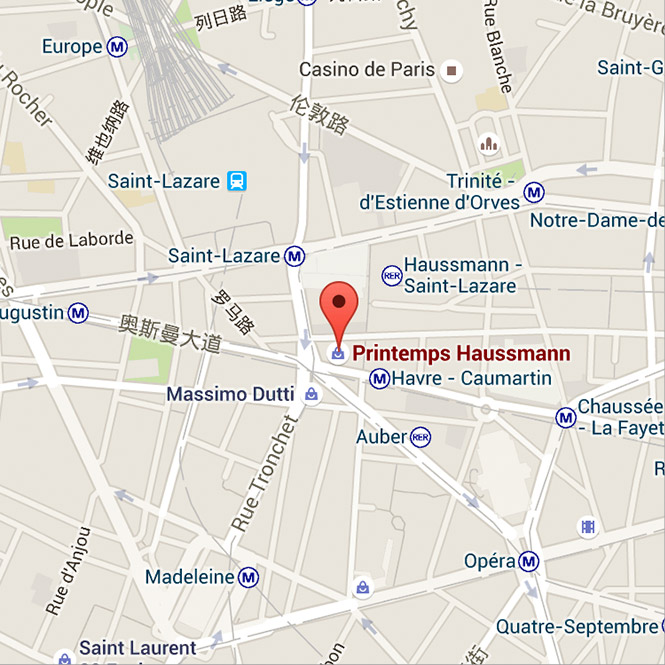 列日路
Europe
Casino de Paris
Rue Blanche
de la Bruyère
Saint-G
Rocher
维也纳路
伦敦路
Saint-Lazare
Trinité -
d'Estienne d'Orves
Notre-Dame-de
Rue de Laborde
Saint-Lazare
RER
Haussmann -
Saint-Lazare
ugustin
罗马路
奥斯曼大道
Printemps Haussmann
Havre - Caumartin
Massimo Dutti
Chaussée
- La Fayet
Auber
RER
Rue Tronchet
Opéra
Rue d'Anjou
Madeleine
Quatre-Septembre
Saint Laurent